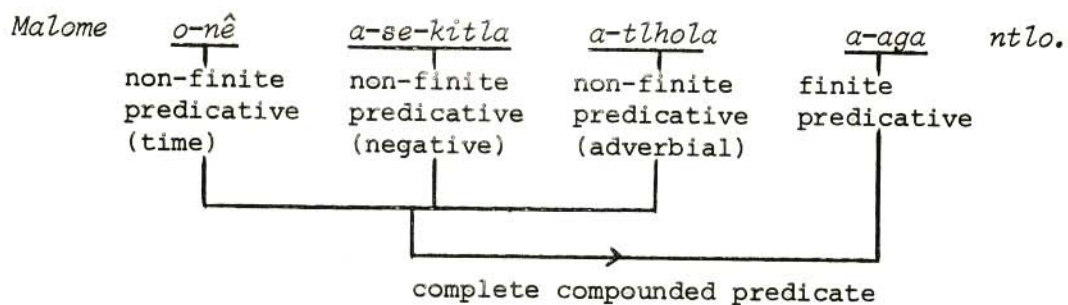 Malome o-nê a-se-kitla a-tlhola a-aga ntlo.
non-finite non-finite non-finite finite
predicative predicative predicative predicative
(time) (negative) (adverbial)
complete compounded predicate